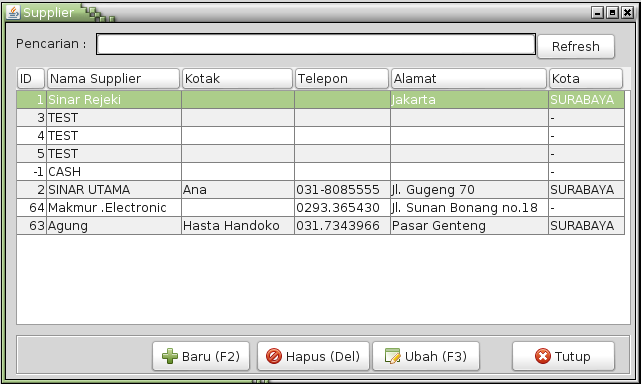 Supplier
Pencarian : Refresh
ID Nama Supplier Kotak Telepon Alamat Kota
1 Sinar Rejeki Jakarta SURABAYA
3 TEST -
4 TEST -
5 TEST -
-1 CASH -
2 SINAR UTAMA Ana 031-8085555 Jl. Gugeng 70 SURABAYA
64 Makmur .Electronic 0293.365430 Jl. Sunan Bonang no.18 -
63 Agung Hasta Handoko 031.7343966 Pasar Genteng SURABAYA
Baru (F2) Hapus (Del) Ubah (F3) Tutup